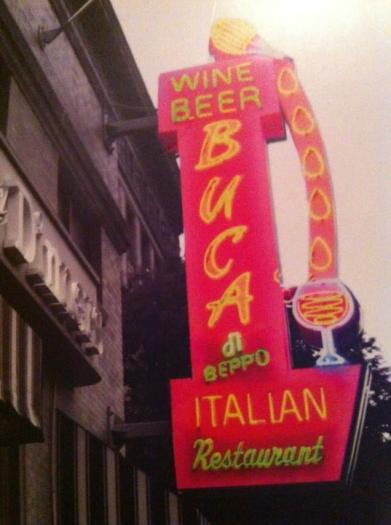 WINE
BEER
BUCA
di
BEPPO
ITALIAN
Restaurant